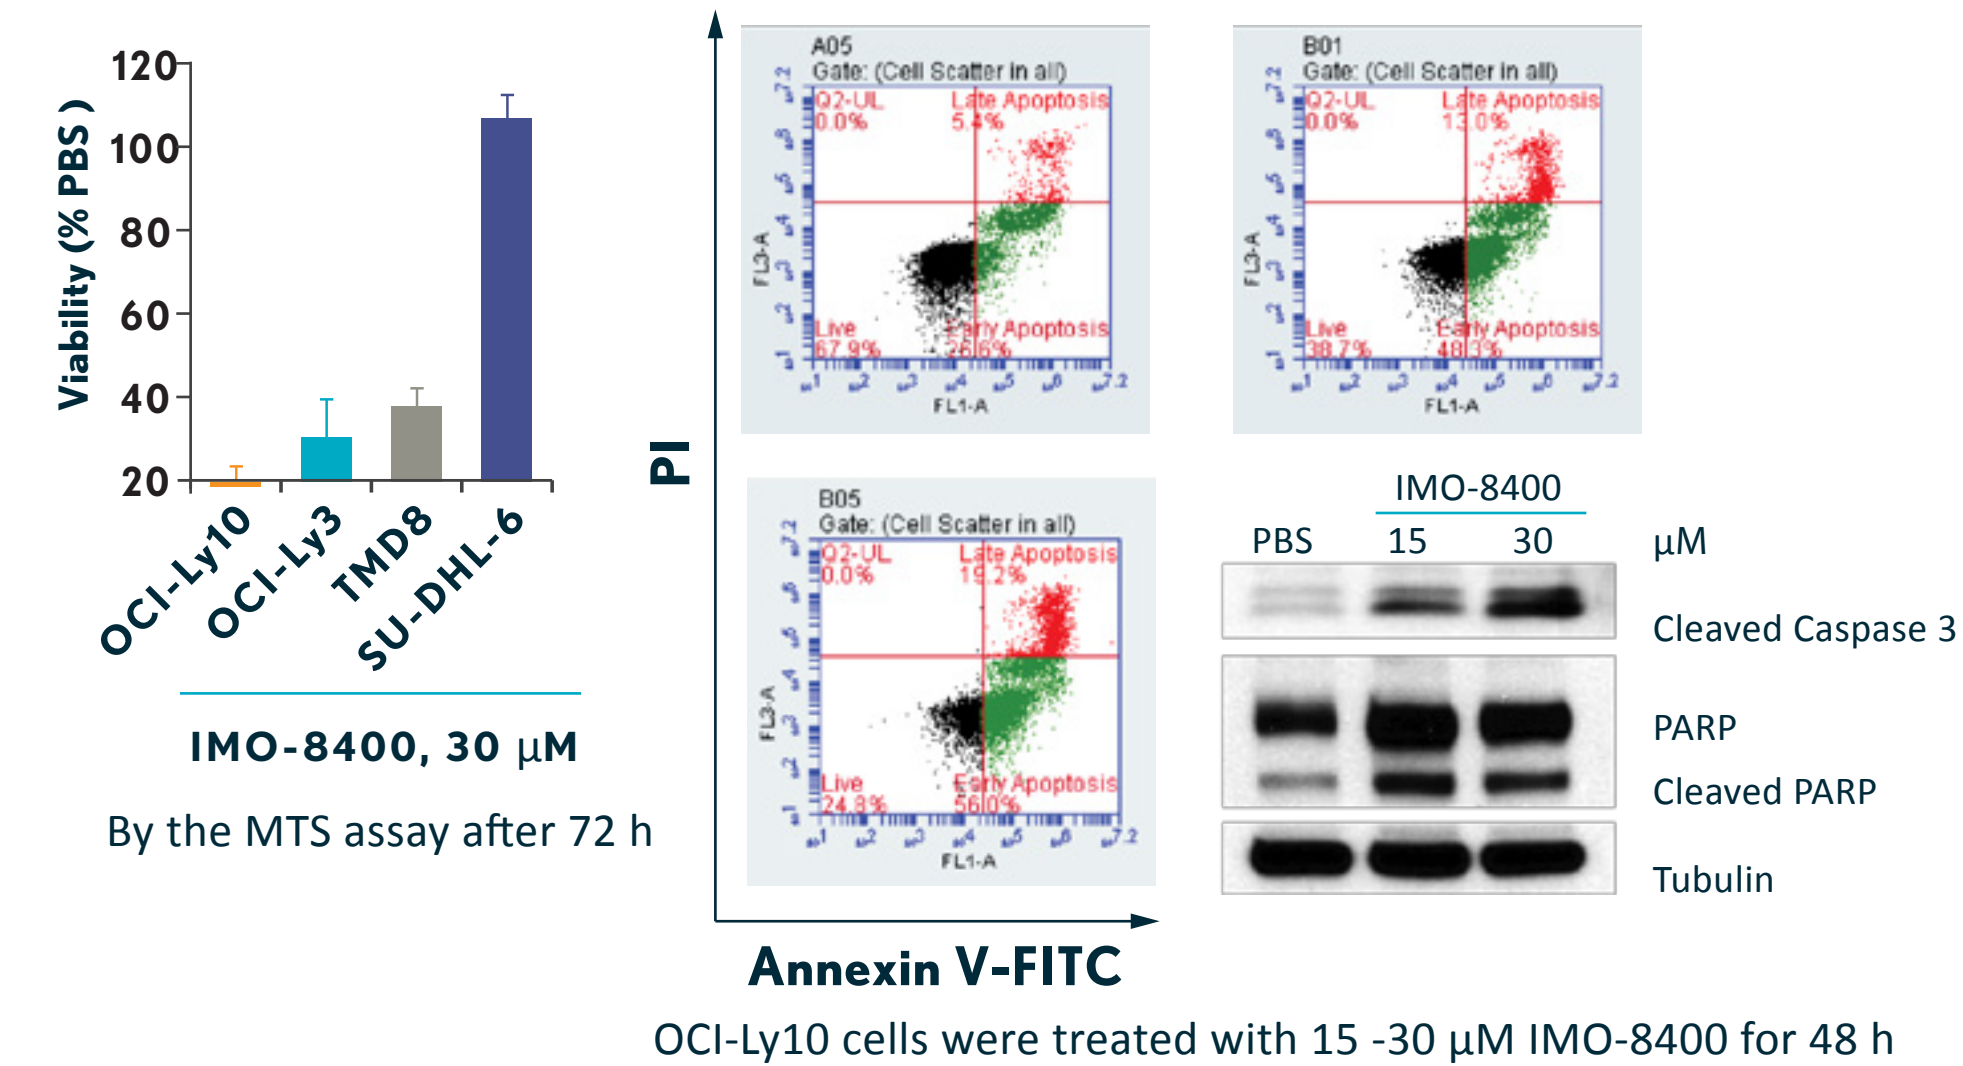 120
100
80
60
40
20
Viability (% PBS )
OCI-Ly10
OCI-Ly3
TMD8
SU-DHL-6
IMO-8400, 30 µM
By the MTS assay after 72 h
PI
A05
Gate: (Cell Scatter in all)
Q2-UL
0.0%
Late Apoptosis
5.4%
Live
67.9%
Early Apoptosis
26.6%
FL3-A
FL1-A
B01
Gate: (Cell Scatter in all)
Q2-UL
0.0%
Late Apoptosis
13.0%
Live
38.7%
Early Apoptosis
48.3%
FL3-A
FL1-A
B05
Gate: (Cell Scatter in all)
Q2-UL
0.0%
Late Apoptosis
19.2%
Live
24.8%
Early Apoptosis
56.0%
FL3-A
FL1-A
Annexin V-FITC
IMO-8400
PBS 15 30 µM
Cleaved Caspase 3
PARP
Cleaved PARP
Tubulin
OCI-Ly10 cells were treated with 15 -30 µM IMO-8400 for 48 h